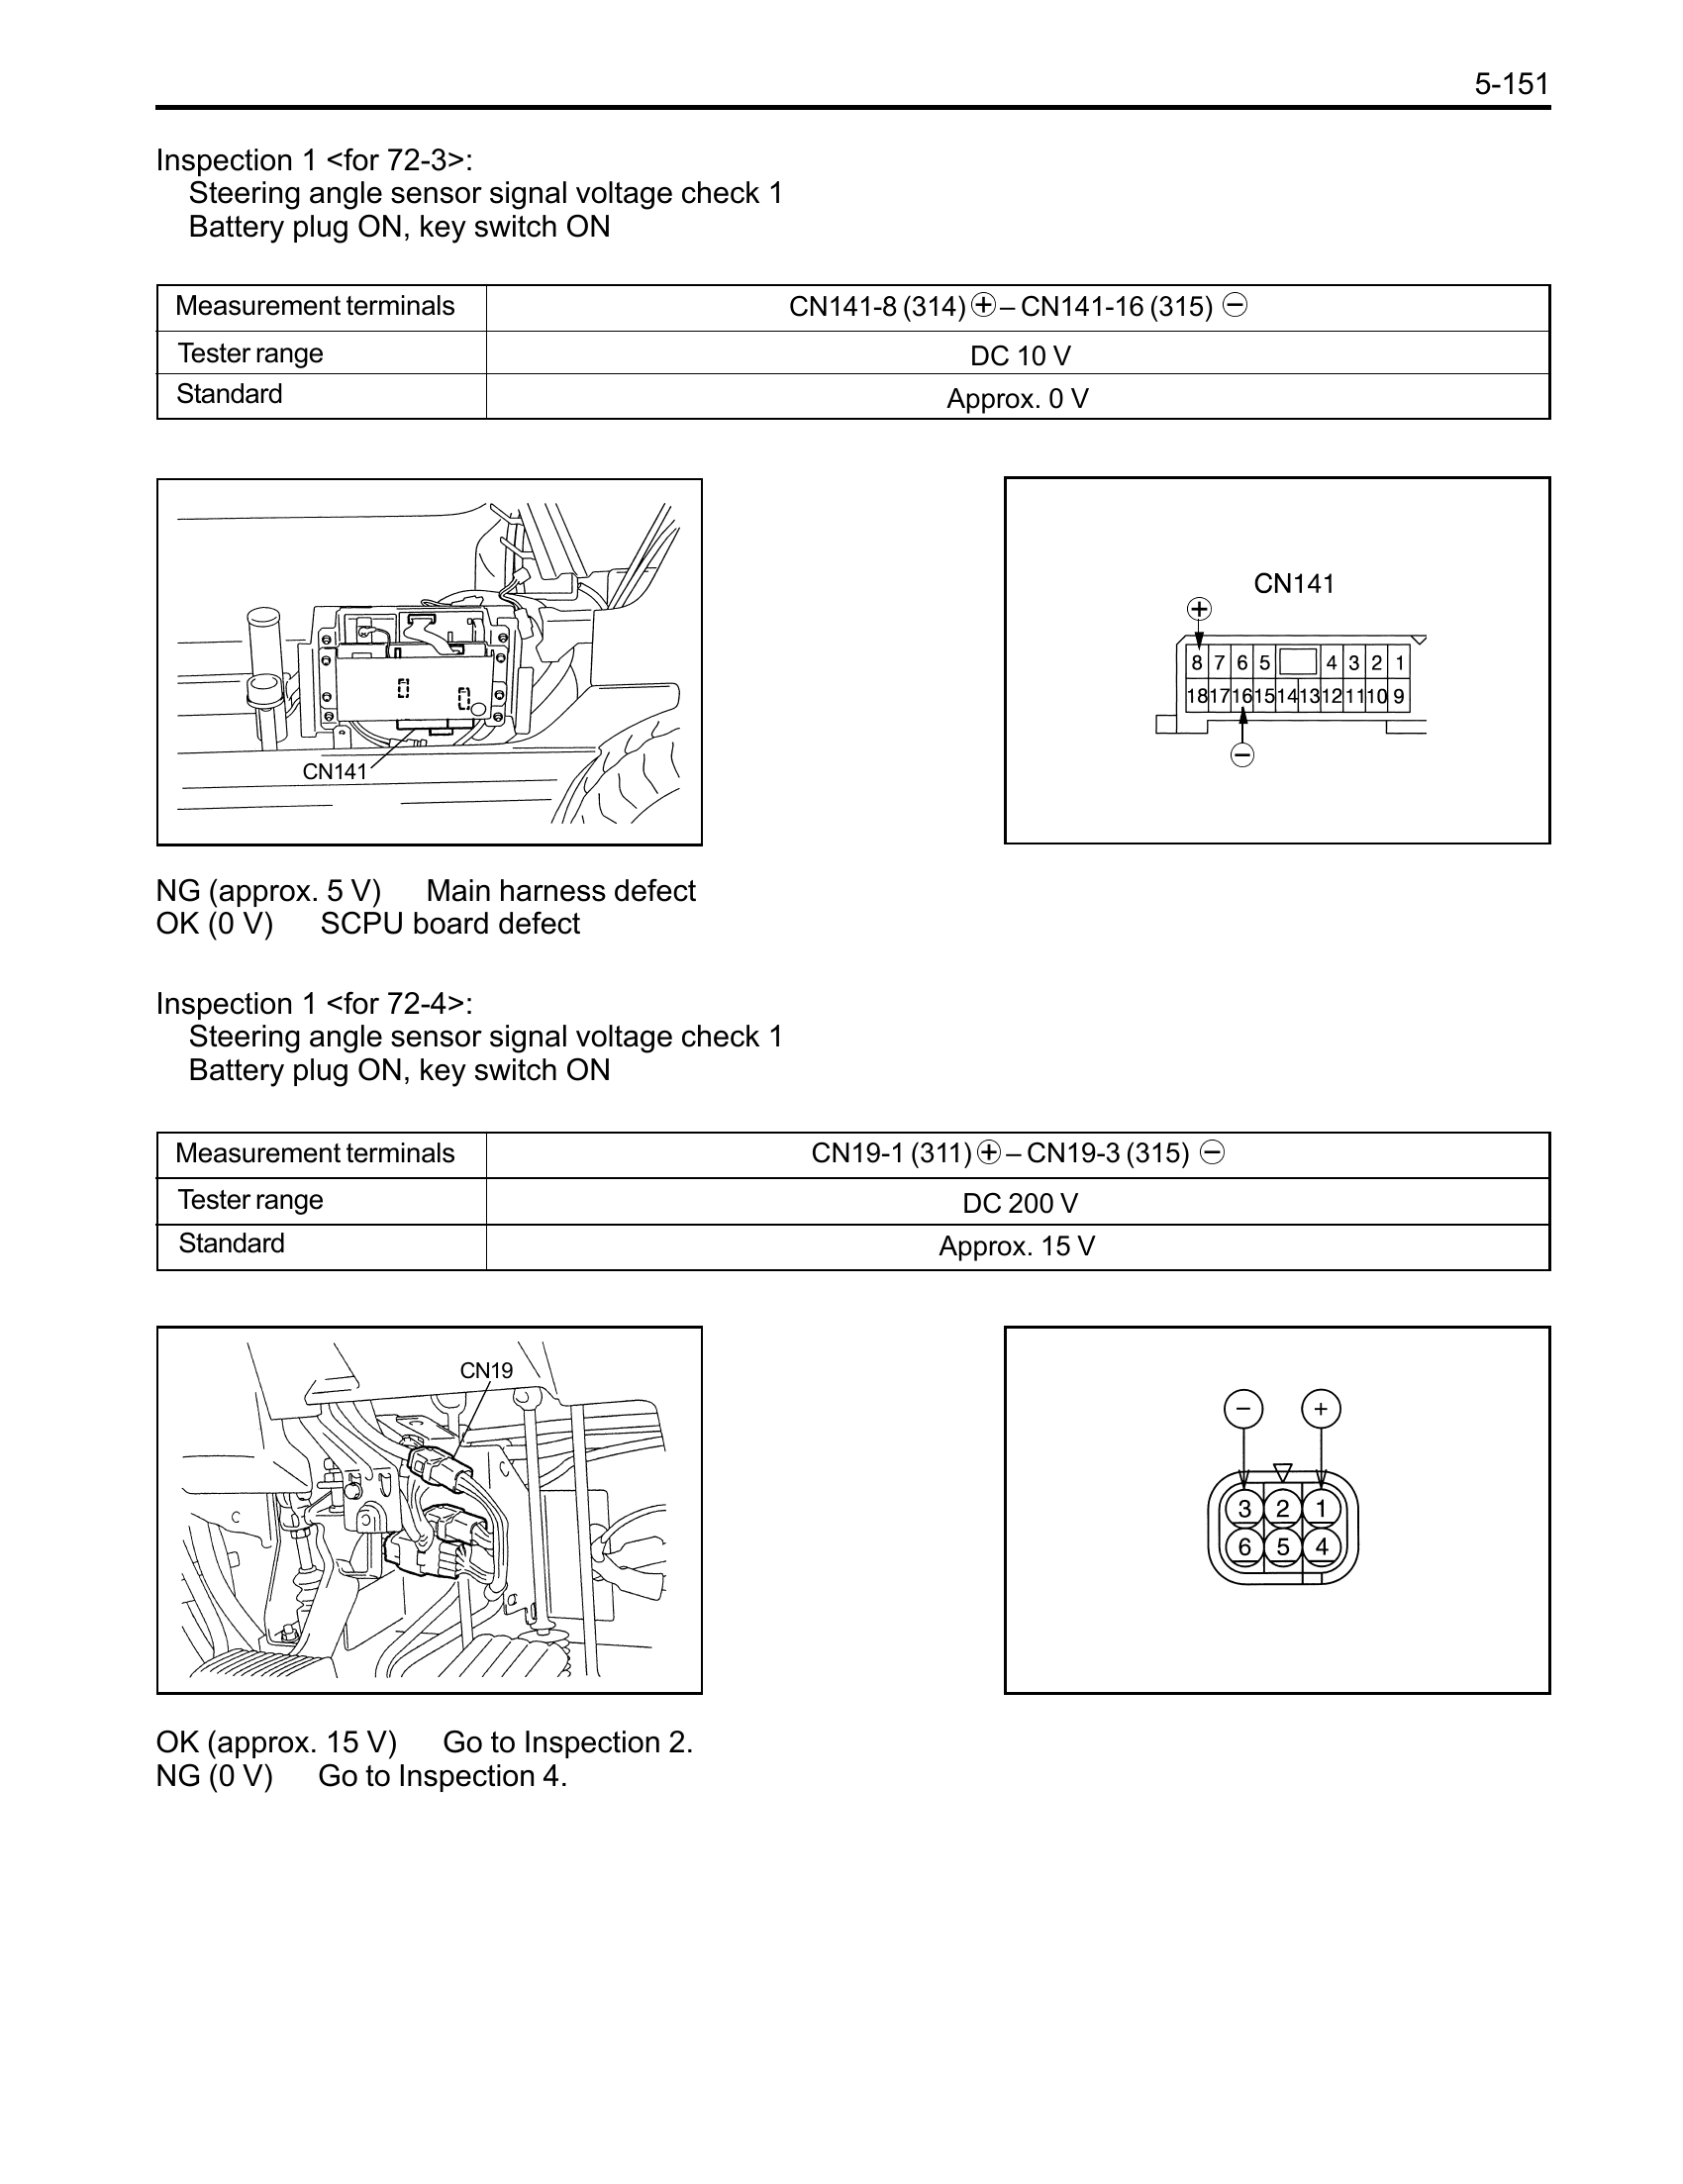 5-151
Inspection 1 <for 72-3>:
Steering angle sensor signal voltage check 1
Battery plug ON, key switch ON
Measurement terminals CN141-8 (314) ⊕ – CN141-16 (315) ⊖
Tester range DC 10 V
Standard Approx. 0 V
CN141
CN141
+
8 7 6 5 4 3 2 1
18 17 16 15 14 13 12 11 10 9
−
NG (approx. 5 V) Main harness defect
OK (0 V) SCPU board defect
Inspection 1 <for 72-4>:
Steering angle sensor signal voltage check 1
Battery plug ON, key switch ON
Measurement terminals CN19-1 (311) ⊕ – CN19-3 (315) ⊖
Tester range DC 200 V
Standard Approx. 15 V
CN19
− +
3 2 1
6 5 4
OK (approx. 15 V) Go to Inspection 2.
NG (0 V) Go to Inspection 4.